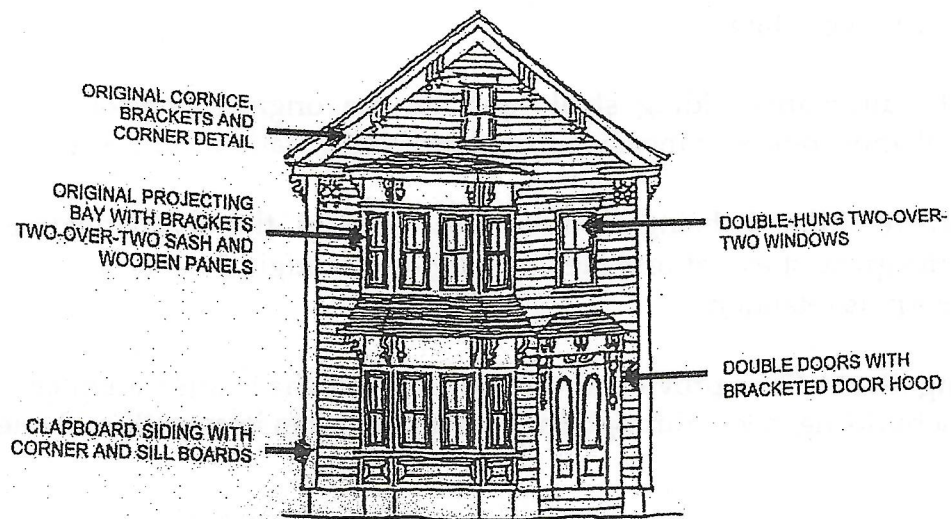 ORIGINAL CORNICE,
BRACKETS AND
CORNER DETAIL
ORIGINAL PROJECTING
BAY WITH BRACKETS
TWO-OVER-TWO SASH AND
WOODEN PANELS
CLAPBOARD SIDING WITH
CORNER AND SILL BOARDS
DOUBLE-HUNG TWO-OVER-
TWO WINDOWS
DOUBLE DOORS WITH
BRACKETED DOOR HOOD